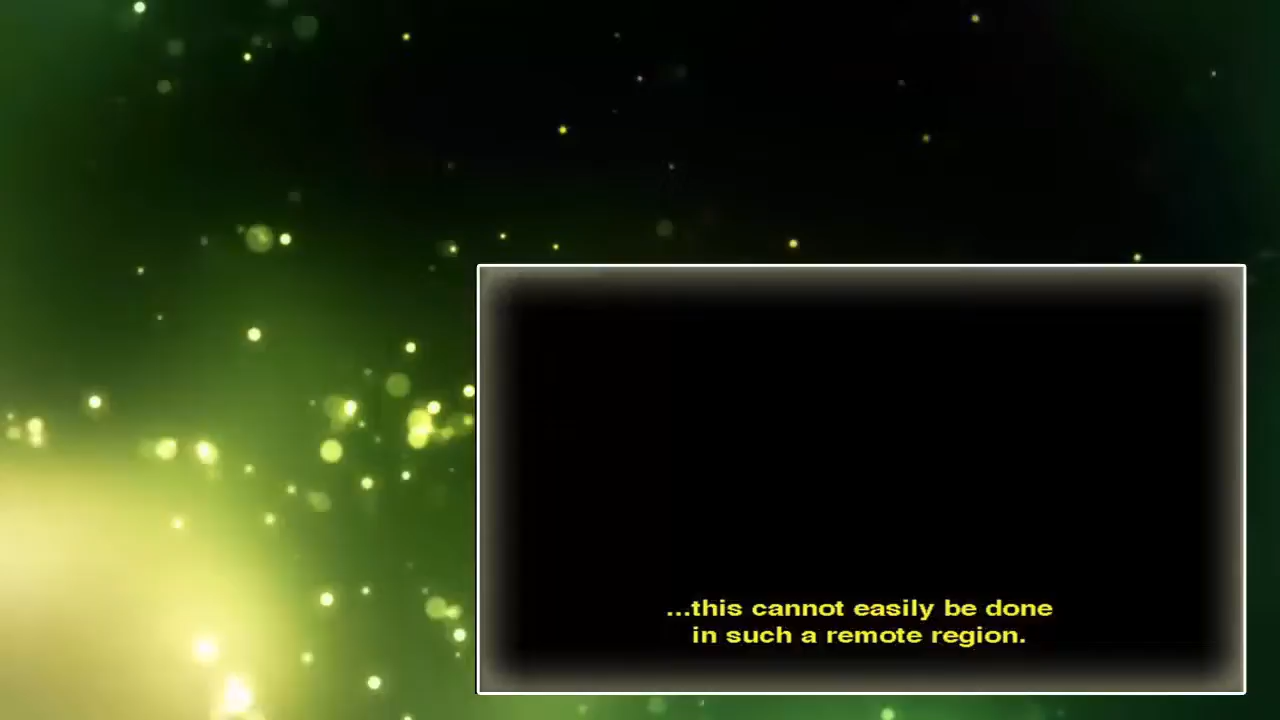 ...this cannot easily be done
in such a remote region.